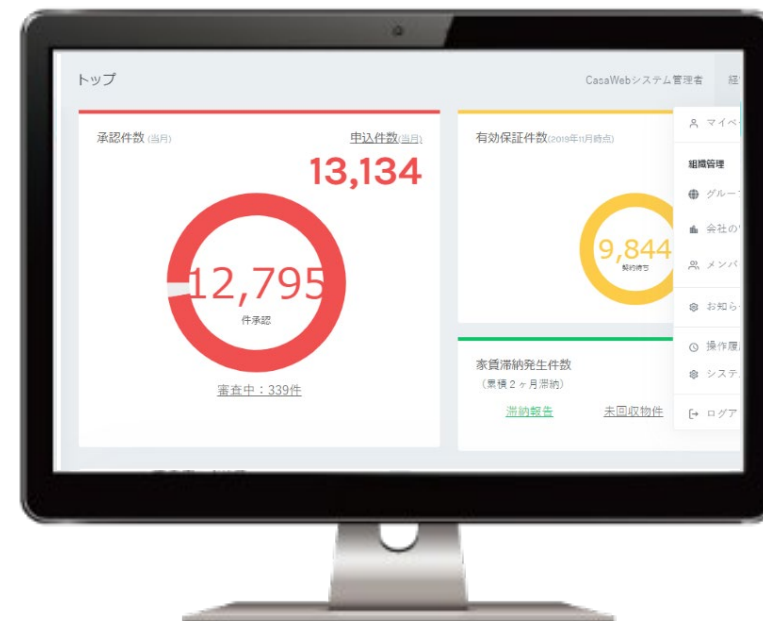 トップ
CasaWebシステム管理者
承認件数 (当月)
申込件数(当月)
13,134
12,795
件承認
審査中：339件
有効保証件数(2019年11月時点)
9,844
契約待ち
家賃滞納発生件数
（累積２ヶ月滞納）
滞納報告
未回収物件
マイペ
組織管理
グループ
会社の
メンバ
お知ら
操作履
システ
ログア